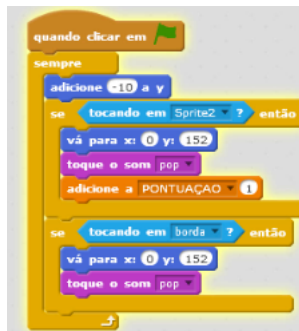 quando clicar em
sempre
adicione -10 a y
se tocando em Sprite2 ? então
vá para x: 0 y: 152
toque o som pop
adicione a PONTUAÇAO 1
se tocando em borda ? então
vá para x: 0 y: 152
toque o som pop